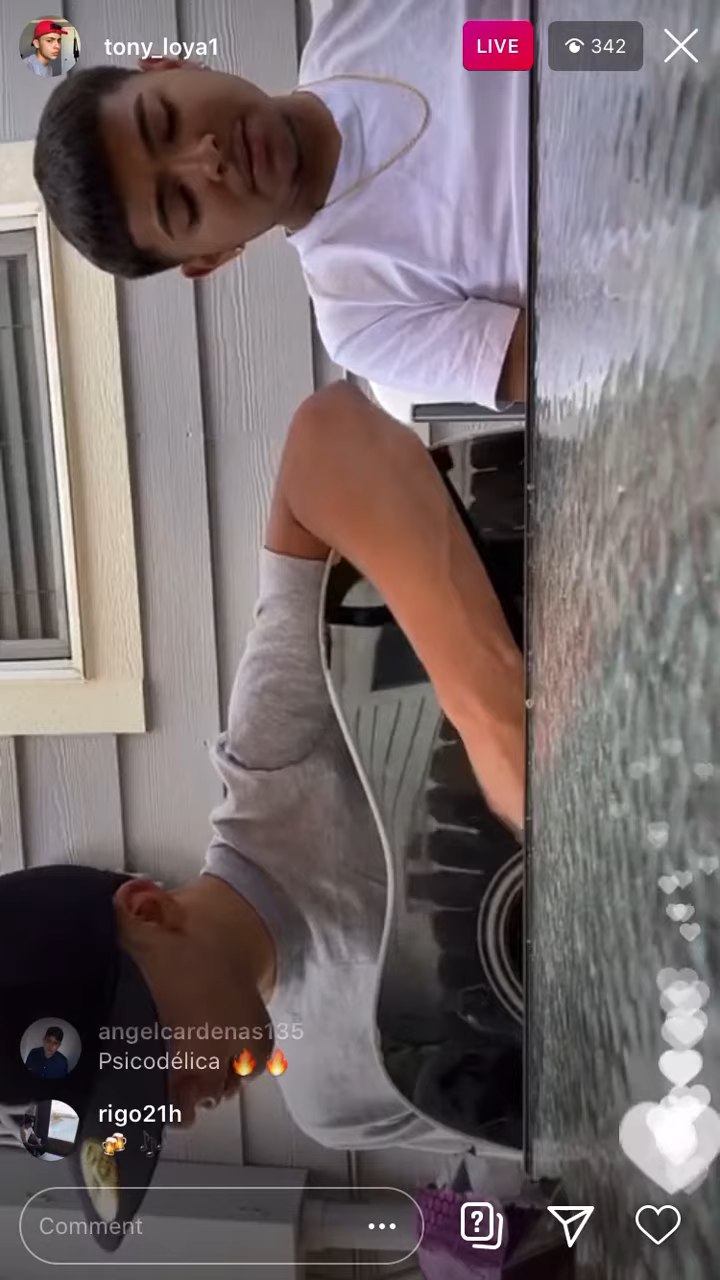 tony_loya1
LIVE
342
angelcardenas135
Psicodélica 🔥 🔥
rigo21h
🍻 🎶
Comment